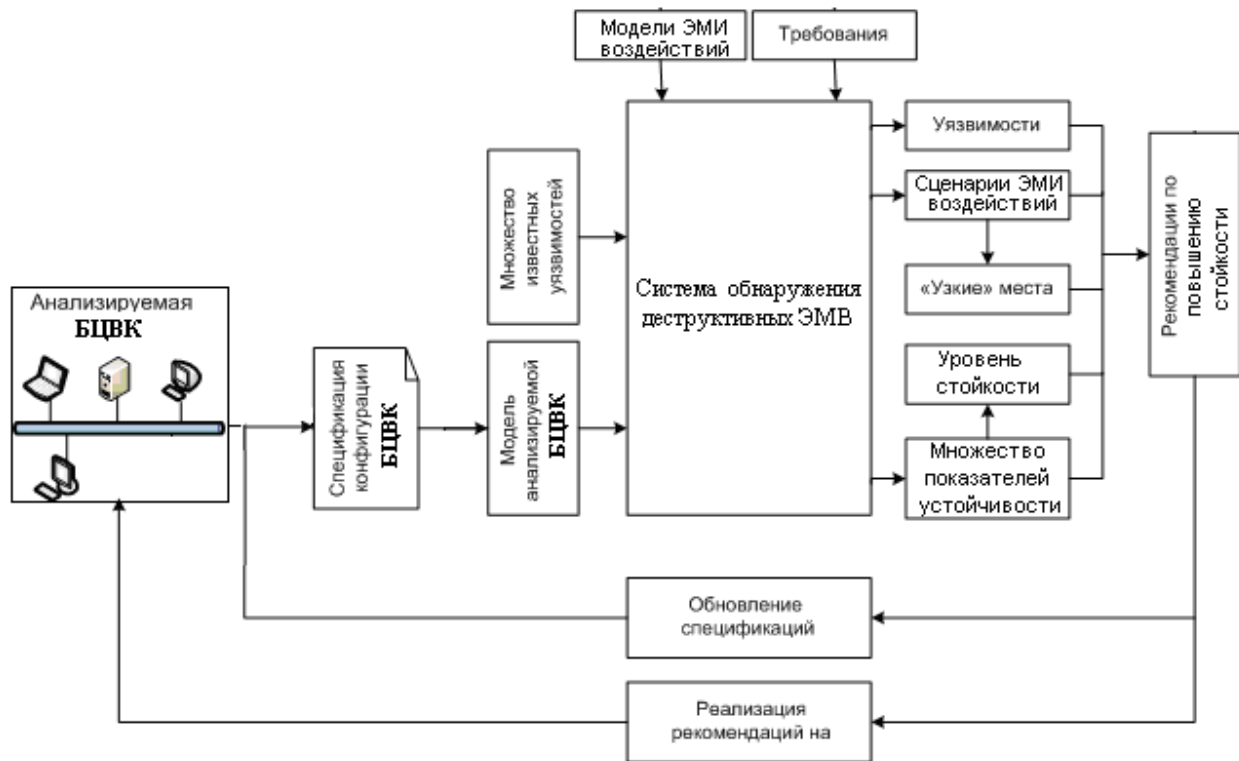 Модели ЭМИ
воздействий
Требования
Множество
известных
уязвимостей
Система обнаружения
деструктивных ЭМВ
Уязвимости
Сценарии ЭМИ
воздействий
«Узкие» места
Уровень
стойкости
Множество
показателей
устойчивости
Рекомендации по
повышению
стойкости
Анализируемая
БЦВК
Спецификация
конфигурации
БЦВК
Модель
анализируемой
БЦВК
Обновление
спецификаций
Реализация
рекомендаций на